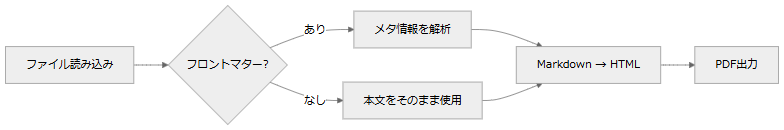 ファイル読み込み
フロントマター?
あり
メタ情報を解析
なし
本文をそのまま使用
Markdown → HTML
PDF出力